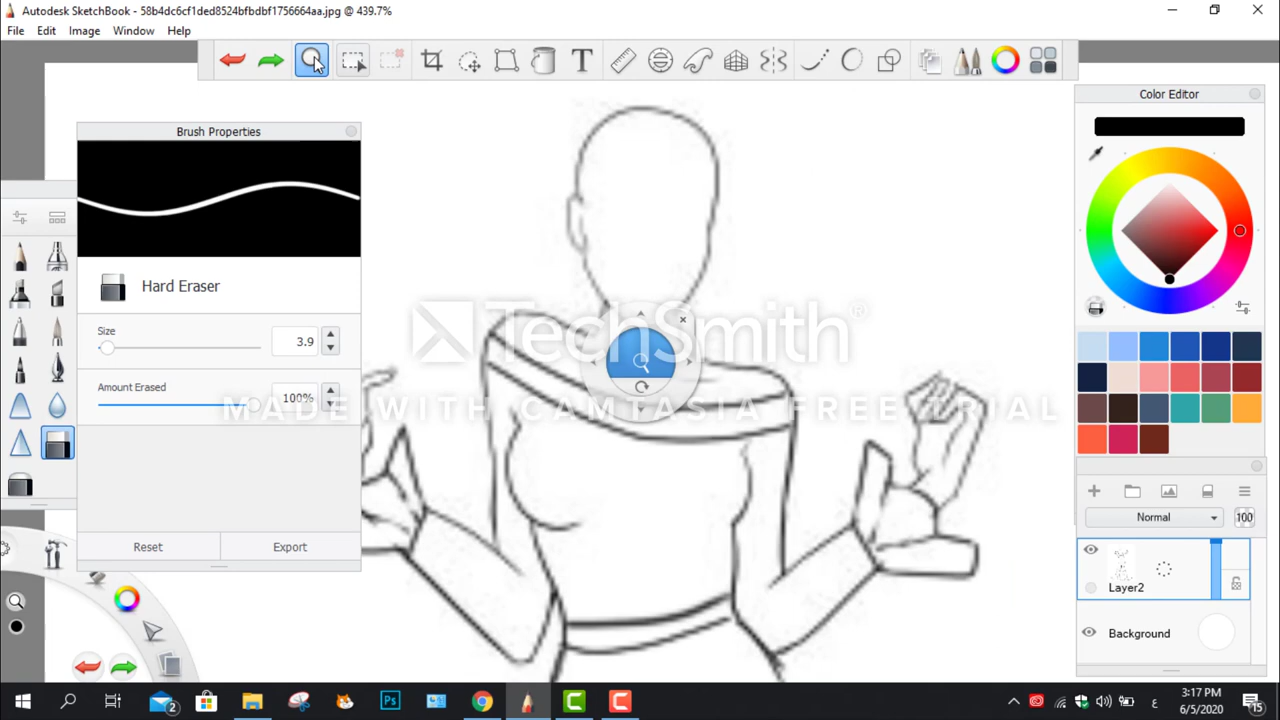 Autodesk SketchBook - 58b4dc6cf1ded8524bfbdbf1756664aa.jpg @ 439.7%
File Edit Image Window Help
T
Brush Properties
Color Editor
Hard Eraser
Size
3.9
Amount Erased
100%
TechSmith®
MADE WITH CAMTASIA FREE TRIAL
Normal
100
Layer2
Background
Reset
Export
2
Ps
ع
3:17 PM
6/5/2020
15